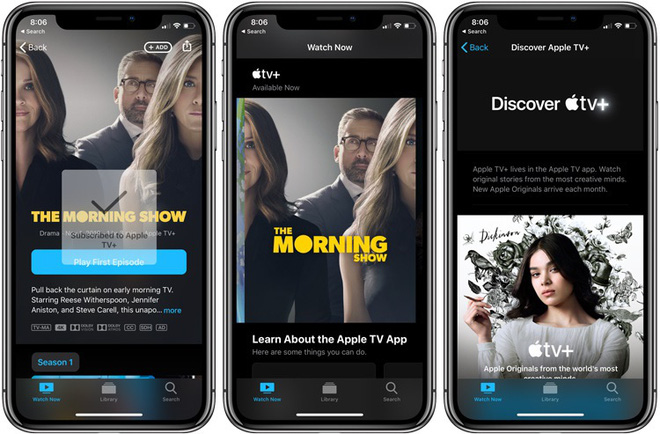 8:06
Search
Back
+ ADD
THE MORNING SHOW
Subscribed to Apple
TV+
Drama
Apple TV+
Play First Episode
Pull back the curtain on early morning TV.
Starring Reese Witherspoon, Jennifer
Aniston, and Steve Carell, this unapo... more
TV-MA 4K DOLBY VISION DOLBY ATMOS CC SDH AD
Season 1
Watch Now
Library
Search
8:06
Search
Watch Now
tv+
Available Now
THE
MORNING
SHOW
Learn About the Apple TV App
Here are some things you can do.
Watch Now
Library
Search
8:06
Search
Back
Discover Apple TV+
Discover tv+
Apple TV+ lives in the Apple TV app. Watch
original stories from the most creative minds.
New Apple Originals arrive each month.
Dickinson
tv+
Apple Originals from the world's most
creative minds
Watch Now
Library
Search